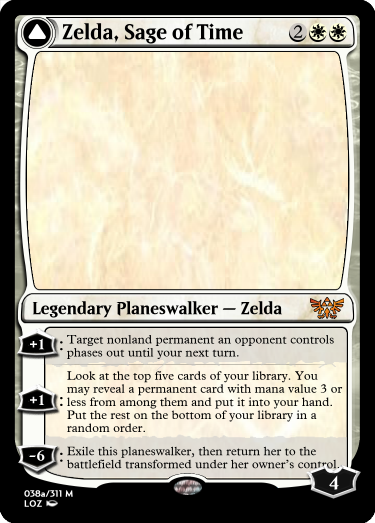 Zelda, Sage of Time 2
Legendary Planeswalker — Zelda
+1: Target nonland permanent an opponent controls
phases out until your next turn.
+1: Look at the top five cards of your library. You
may reveal a permanent card with mana value 3 or
less from among them and put it into your hand.
Put the rest on the bottom of your library in a
random order.
-6: Exile this planeswalker, then return her to the
battlefield transformed under her owner's control.
4
038a/311 M
LOZ